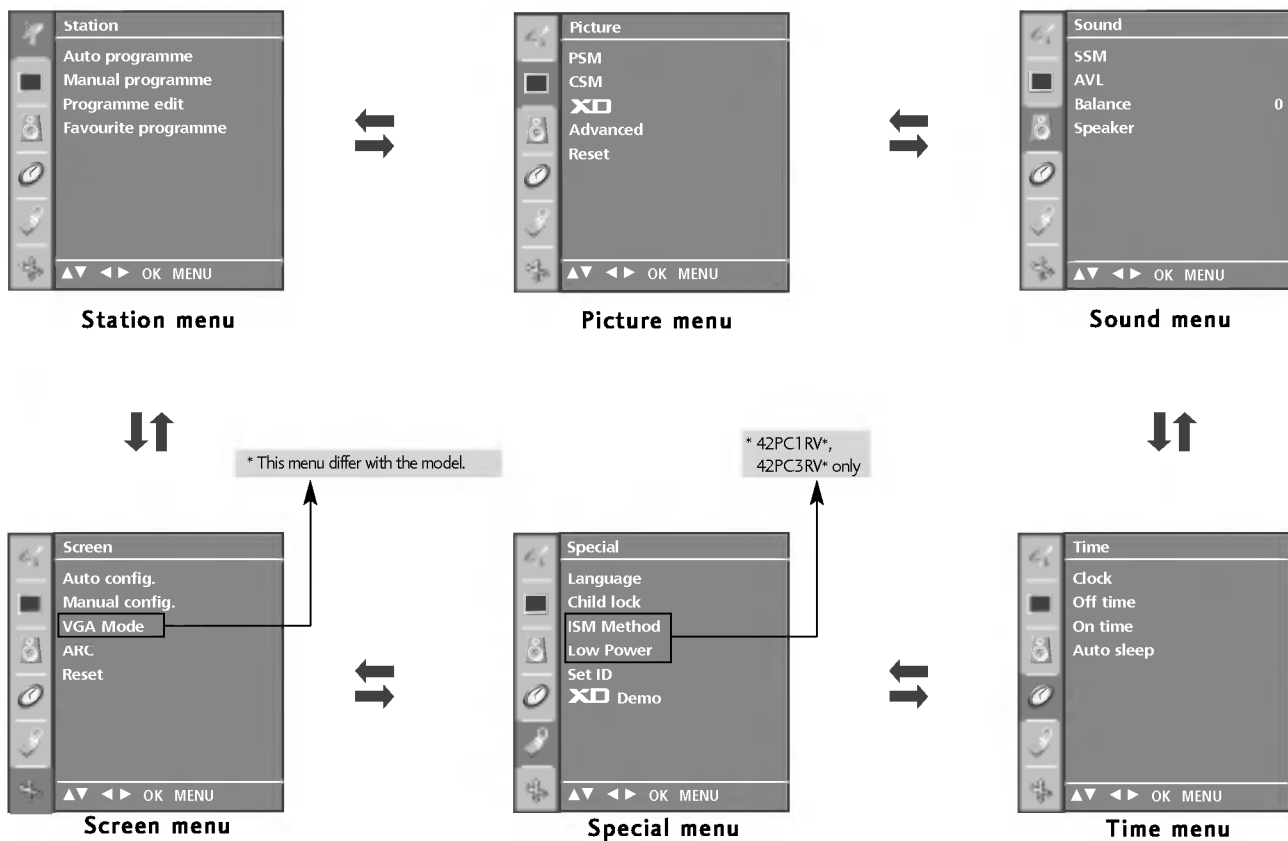 Station
Auto programme
Manual programme
Programme edit
Favourite programme
▲▼ ◄► OK MENU
Station menu
Picture
PSM
CSM
XD
Advanced
Reset
▲▼ ◄► OK MENU
Picture menu
Sound
SSM
AVL
Balance 0
Speaker
▲▼ ◄► OK MENU
Sound menu
* This menu differ with the model.
* 42PC1RV*,
42PC3RV* only
Screen
Auto config.
Manual config.
VGA Mode
ARC
Reset
▲▼ ◄► OK MENU
Screen menu
Special
Language
Child lock
ISM Method
Low Power
Set ID
XD Demo
▲▼ ◄► OK MENU
Special menu
Time
Clock
Off time
On time
Auto sleep
▲▼ ◄► OK MENU
Time menu